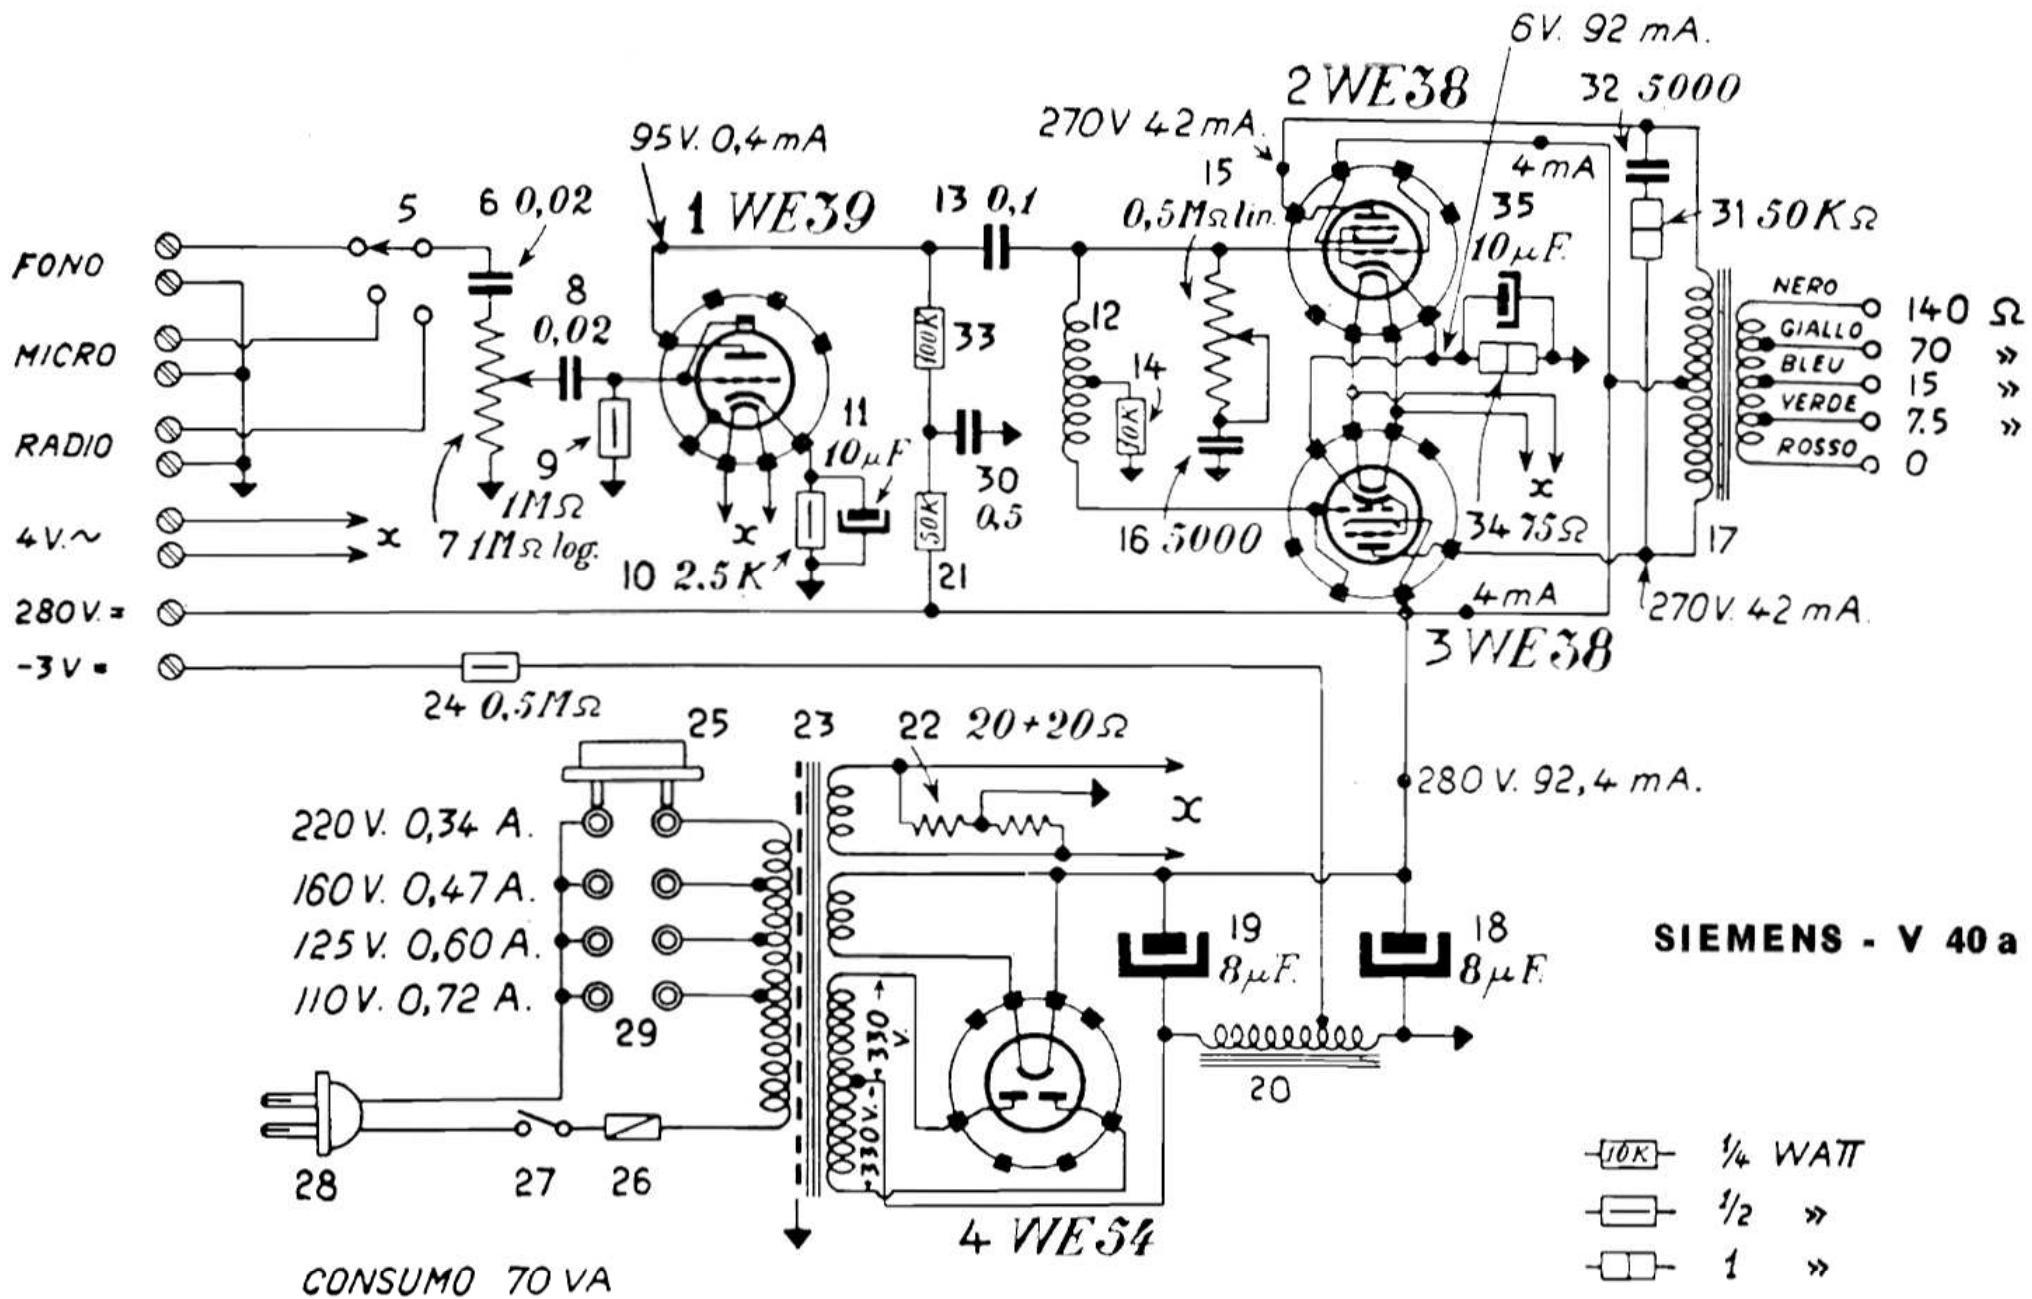 6V. 92 mA.
2 WE38
32 5000
270V 42 mA.
4 mA
95V. 0,4 mA
15
0,5MΩ lin.
35
10µF.
31 50KΩ
5
6 0,02
1 WE39
13 0,1
FONO
8
0,02
100K
33
12
14
10K
NERO
140 Ω
GIALLO
70 »
BLEU
15 »
VERDE
7.5 »
ROSSO
0
MICRO
RADIO
9
1MΩ
7 1MΩ log.
11
10µF
30
0,5
50K
21
16 5000
34 75Ω
x
17
4V.~
x
x
10 2.5K
280V. =
4 mA
270V. 42 mA.
3 WE38
-3V =
24 0,5MΩ
25
23
22 20+20Ω
x
280V. 92,4 mA.
220V. 0,34 A.
160V. 0,47 A.
125V. 0,60 A.
110V. 0,72 A.
29
330 V.
330V.
19
8µF.
18
8µF.
SIEMENS - V 40 a
20
28
27
26
4 WE54
10K
1/4 WATT
1/2 »
1 »
CONSUMO 70 VA